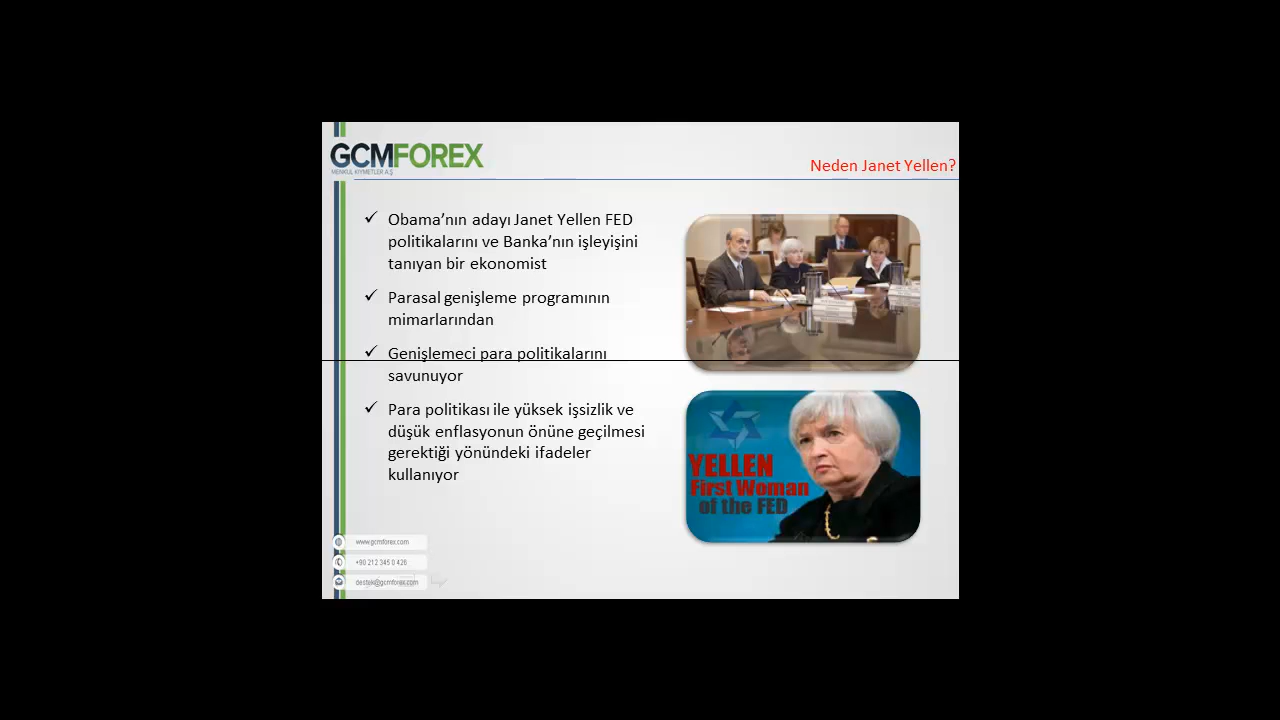 GCMFOREX
MENKUL KIYMETLER A.Ş
Neden Janet Yellen?
✓ Obama’nın adayı Janet Yellen FED
politikalarını ve Banka’nın işleyişini
tanıyan bir ekonomist
✓ Parasal genişleme programının
mimarlarından
✓ Genişlemeci para politikalarını
savunuyor
✓ Para politikası ile yüksek işsizlik ve
düşük enflasyonun önüne geçilmesi
gerektiği yönündeki ifadeler
kullanıyor
YELLEN
First Woman
of the FED
www.gcmforex.com
+90 212 345 0 426
destek@gcmforex.com